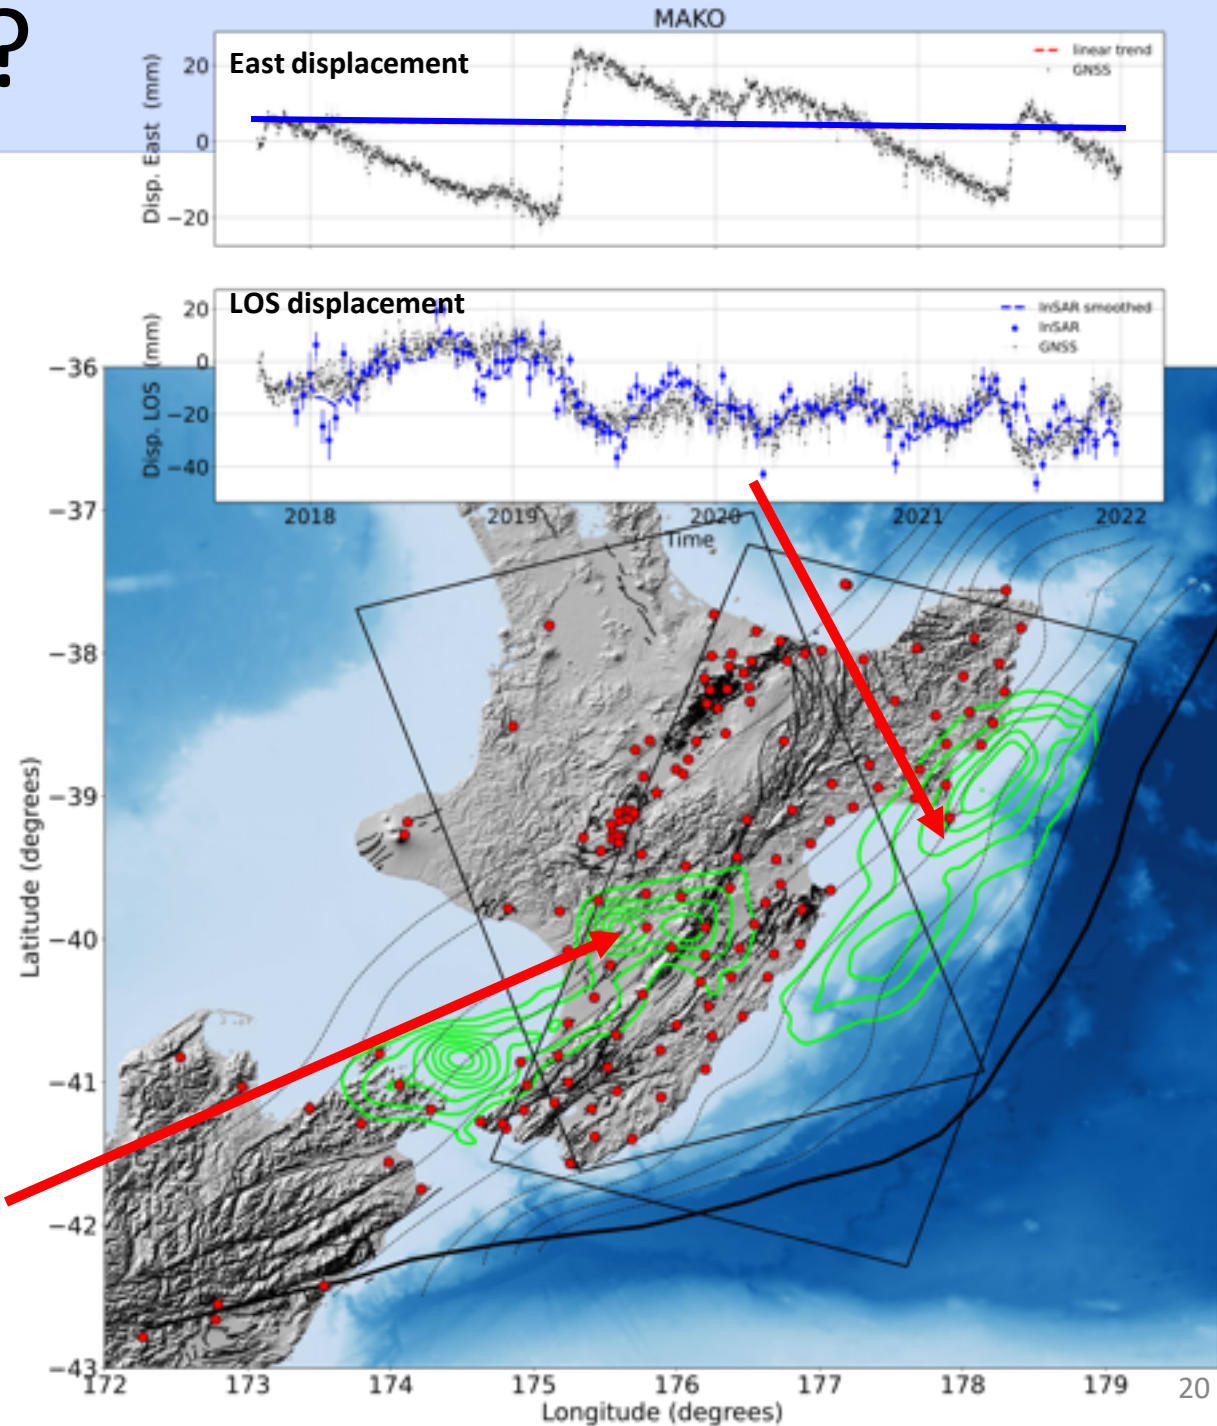 ?
MAKO
East displacement
linear trend
GNSS
Disp. East (mm)
20
0
−20
LOS displacement
InSAR smoothed
InSAR
GNSS
Disp. LOS (mm)
20
0
−20
−40
2018 2019 2020 2021 2022
Time
Latitude (degrees)
−36
−37
−38
−39
−40
−41
−42
−43
172 173 174 175 176 177 178 179
Longitude (degrees)
20